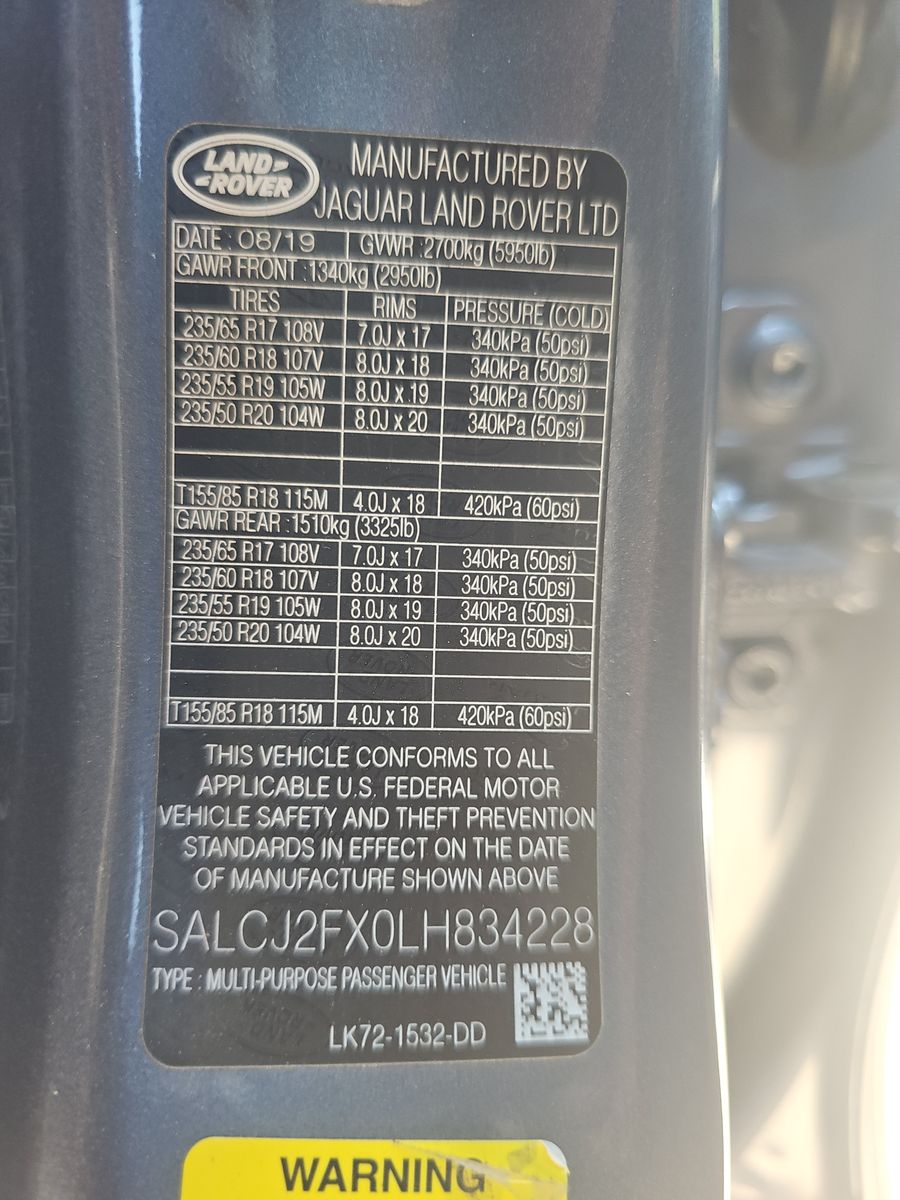 LAND
ROVER
MANUFACTURED BY
JAGUAR LAND ROVER LTD
DATE : 08/19 GVWR :2700kg (5950lb)
GAWR FRONT :1340kg (2950lb)
TIRES RIMS PRESSURE (COLD)
235/65 R17 108V 7.0J x 17 340kPa (50psi)
235/60 R18 107V 8.0J x 18 340kPa (50psi)
235/55 R19 105W 8.0J x 19 340kPa (50psi)
235/50 R20 104W 8.0J x 20 340kPa (50psi)
T155/85 R18 115M 4.0J x 18 420kPa (60psi)
GAWR REAR :1510kg (3325lb)
235/65 R17 108V 7.0J x 17 340kPa (50psi)
235/60 R18 107V 8.0J x 18 340kPa (50psi)
235/55 R19 105W 8.0J x 19 340kPa (50psi)
235/50 R20 104W 8.0J x 20 340kPa (50psi)
T155/85 R18 115M 4.0J x 18 420kPa (60psi)
THIS VEHICLE CONFORMS TO ALL
APPLICABLE U.S. FEDERAL MOTOR
VEHICLE SAFETY AND THEFT PREVENTION
STANDARDS IN EFFECT ON THE DATE
OF MANUFACTURE SHOWN ABOVE
SALCJ2FX0LH834228
TYPE : MULTI-PURPOSE PASSENGER VEHICLE
LK72-1532-DD
WARNING